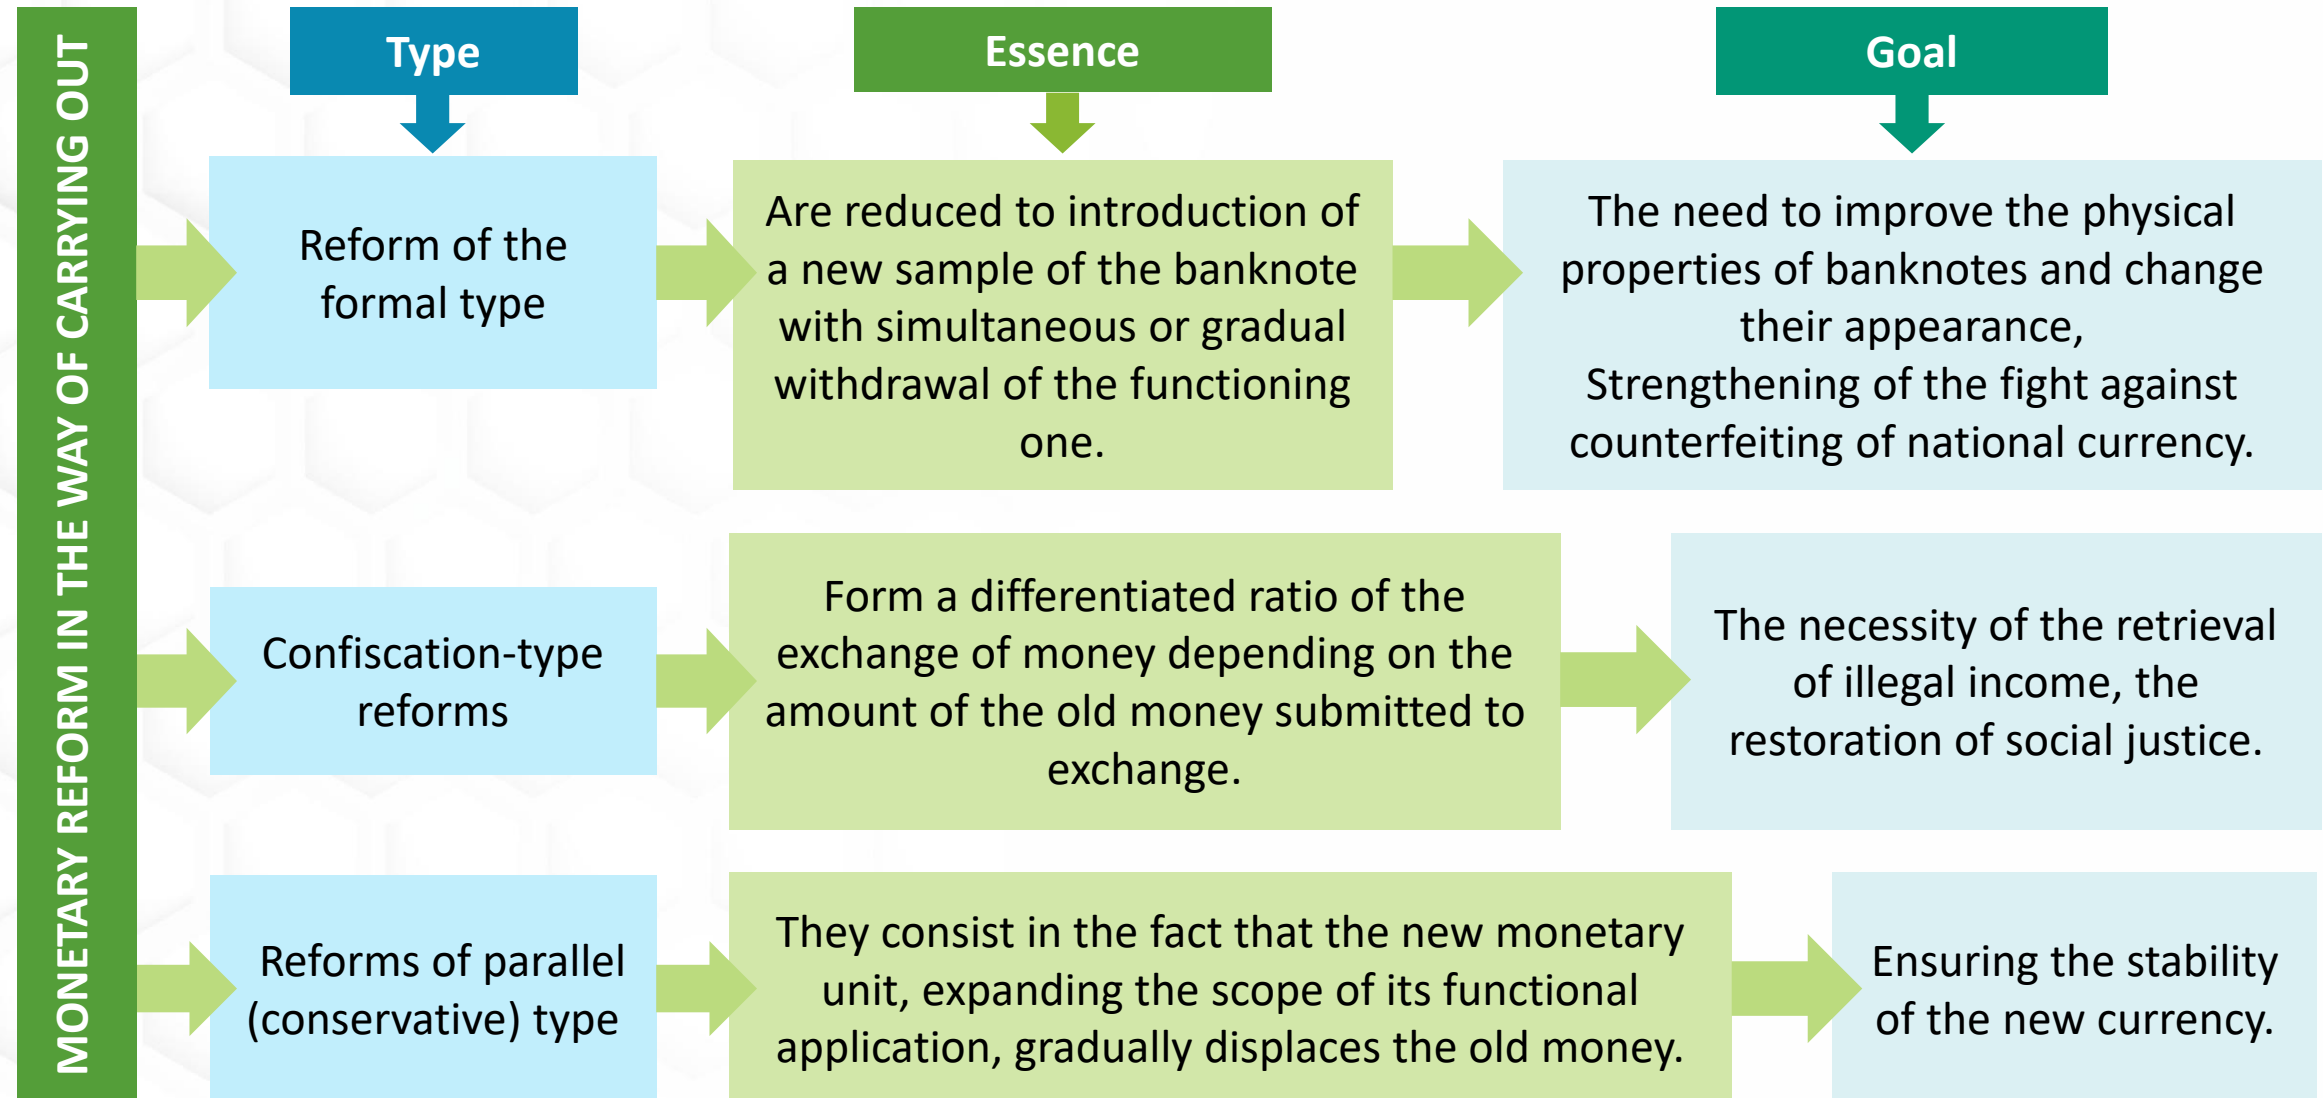 MONETARY REFORM IN THE WAY OF CARRYING OUT
Type
Essence
Goal
Reform of the
formal type
Are reduced to introduction of
a new sample of the banknote
with simultaneous or gradual
withdrawal of the functioning
one.
The need to improve the physical
properties of banknotes and change
their appearance,
Strengthening of the fight against
counterfeiting of national currency.
Confiscation-type
reforms
Form a differentiated ratio of the
exchange of money depending on the
amount of the old money submitted to
exchange.
The necessity of the retrieval
of illegal income, the
restoration of social justice.
Reforms of parallel
(conservative) type
They consist in the fact that the new monetary
unit, expanding the scope of its functional
application, gradually displaces the old money.
Ensuring the stability
of the new currency.